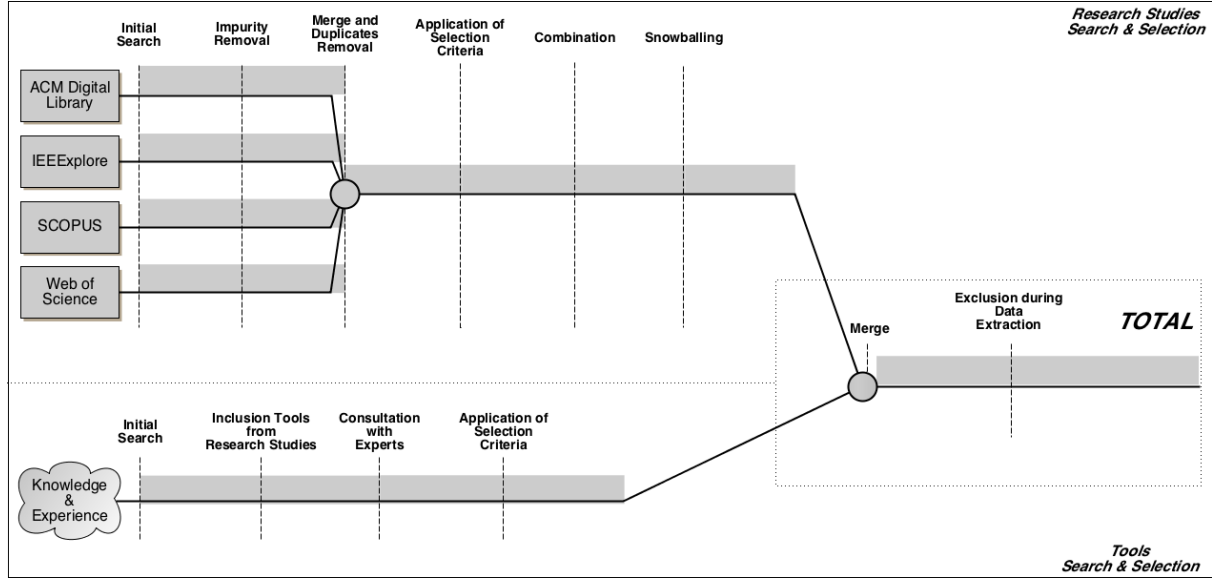 Research Studies
Search & Selection
Initial
Search
Impurity
Removal
Merge and
Duplicates
Removal
Application of
Selection
Criteria
Combination
Snowballing
ACM Digital
Library
IEEExplore
SCOPUS
Web of
Science
Merge
Exclusion during
Data
Extraction
TOTAL
Initial
Search
Inclusion Tools
from
Research Studies
Consultation
with
Experts
Application of
Selection
Criteria
Knowledge
&
Experience
Tools
Search & Selection